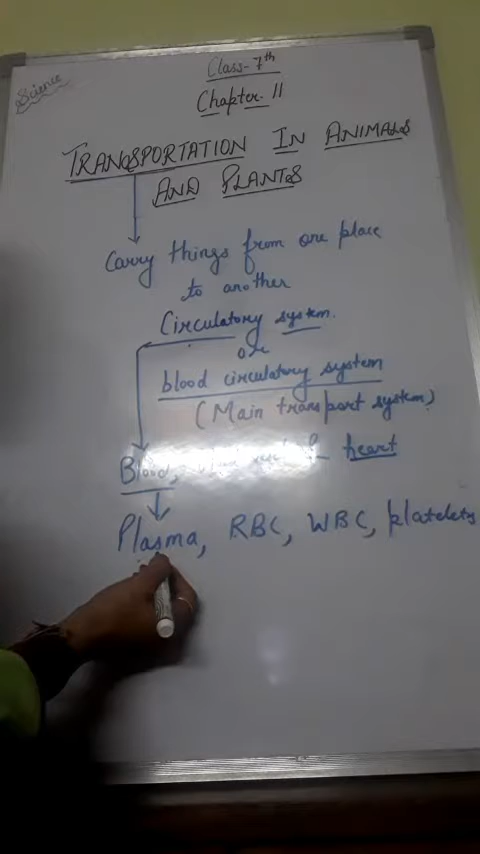 Science
Class-7th
Chapter-11
TRANSPORTATION IN ANIMALS
AND PLANTS
Carry things from one place
to another
Circulatory system.
or
blood circulatory system
(Main transport system)
Blood, & heart
Plasma, RBC, WBC, platelets